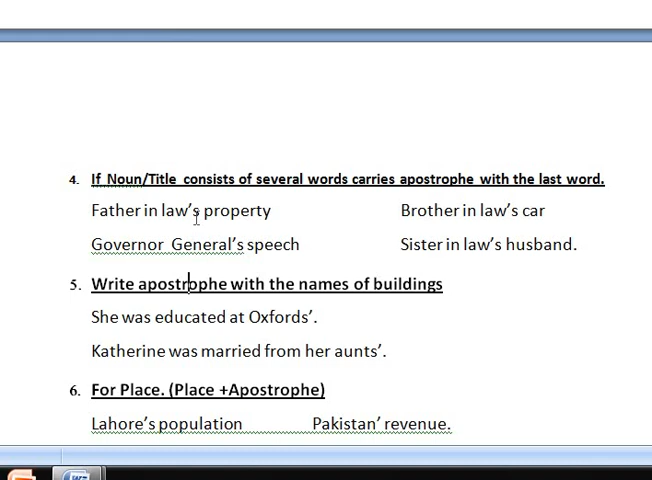 4. If Noun/Title consists of several words carries apostrophe with the last word.
Father in law’s property Brother in law’s car
Governor General’s speech Sister in law’s husband.
5. Write apostrophe with the names of buildings
She was educated at Oxfords’.
Katherine was married from her aunts’.
6. For Place. (Place +Apostrophe)
Lahore’s population Pakistan’ revenue.